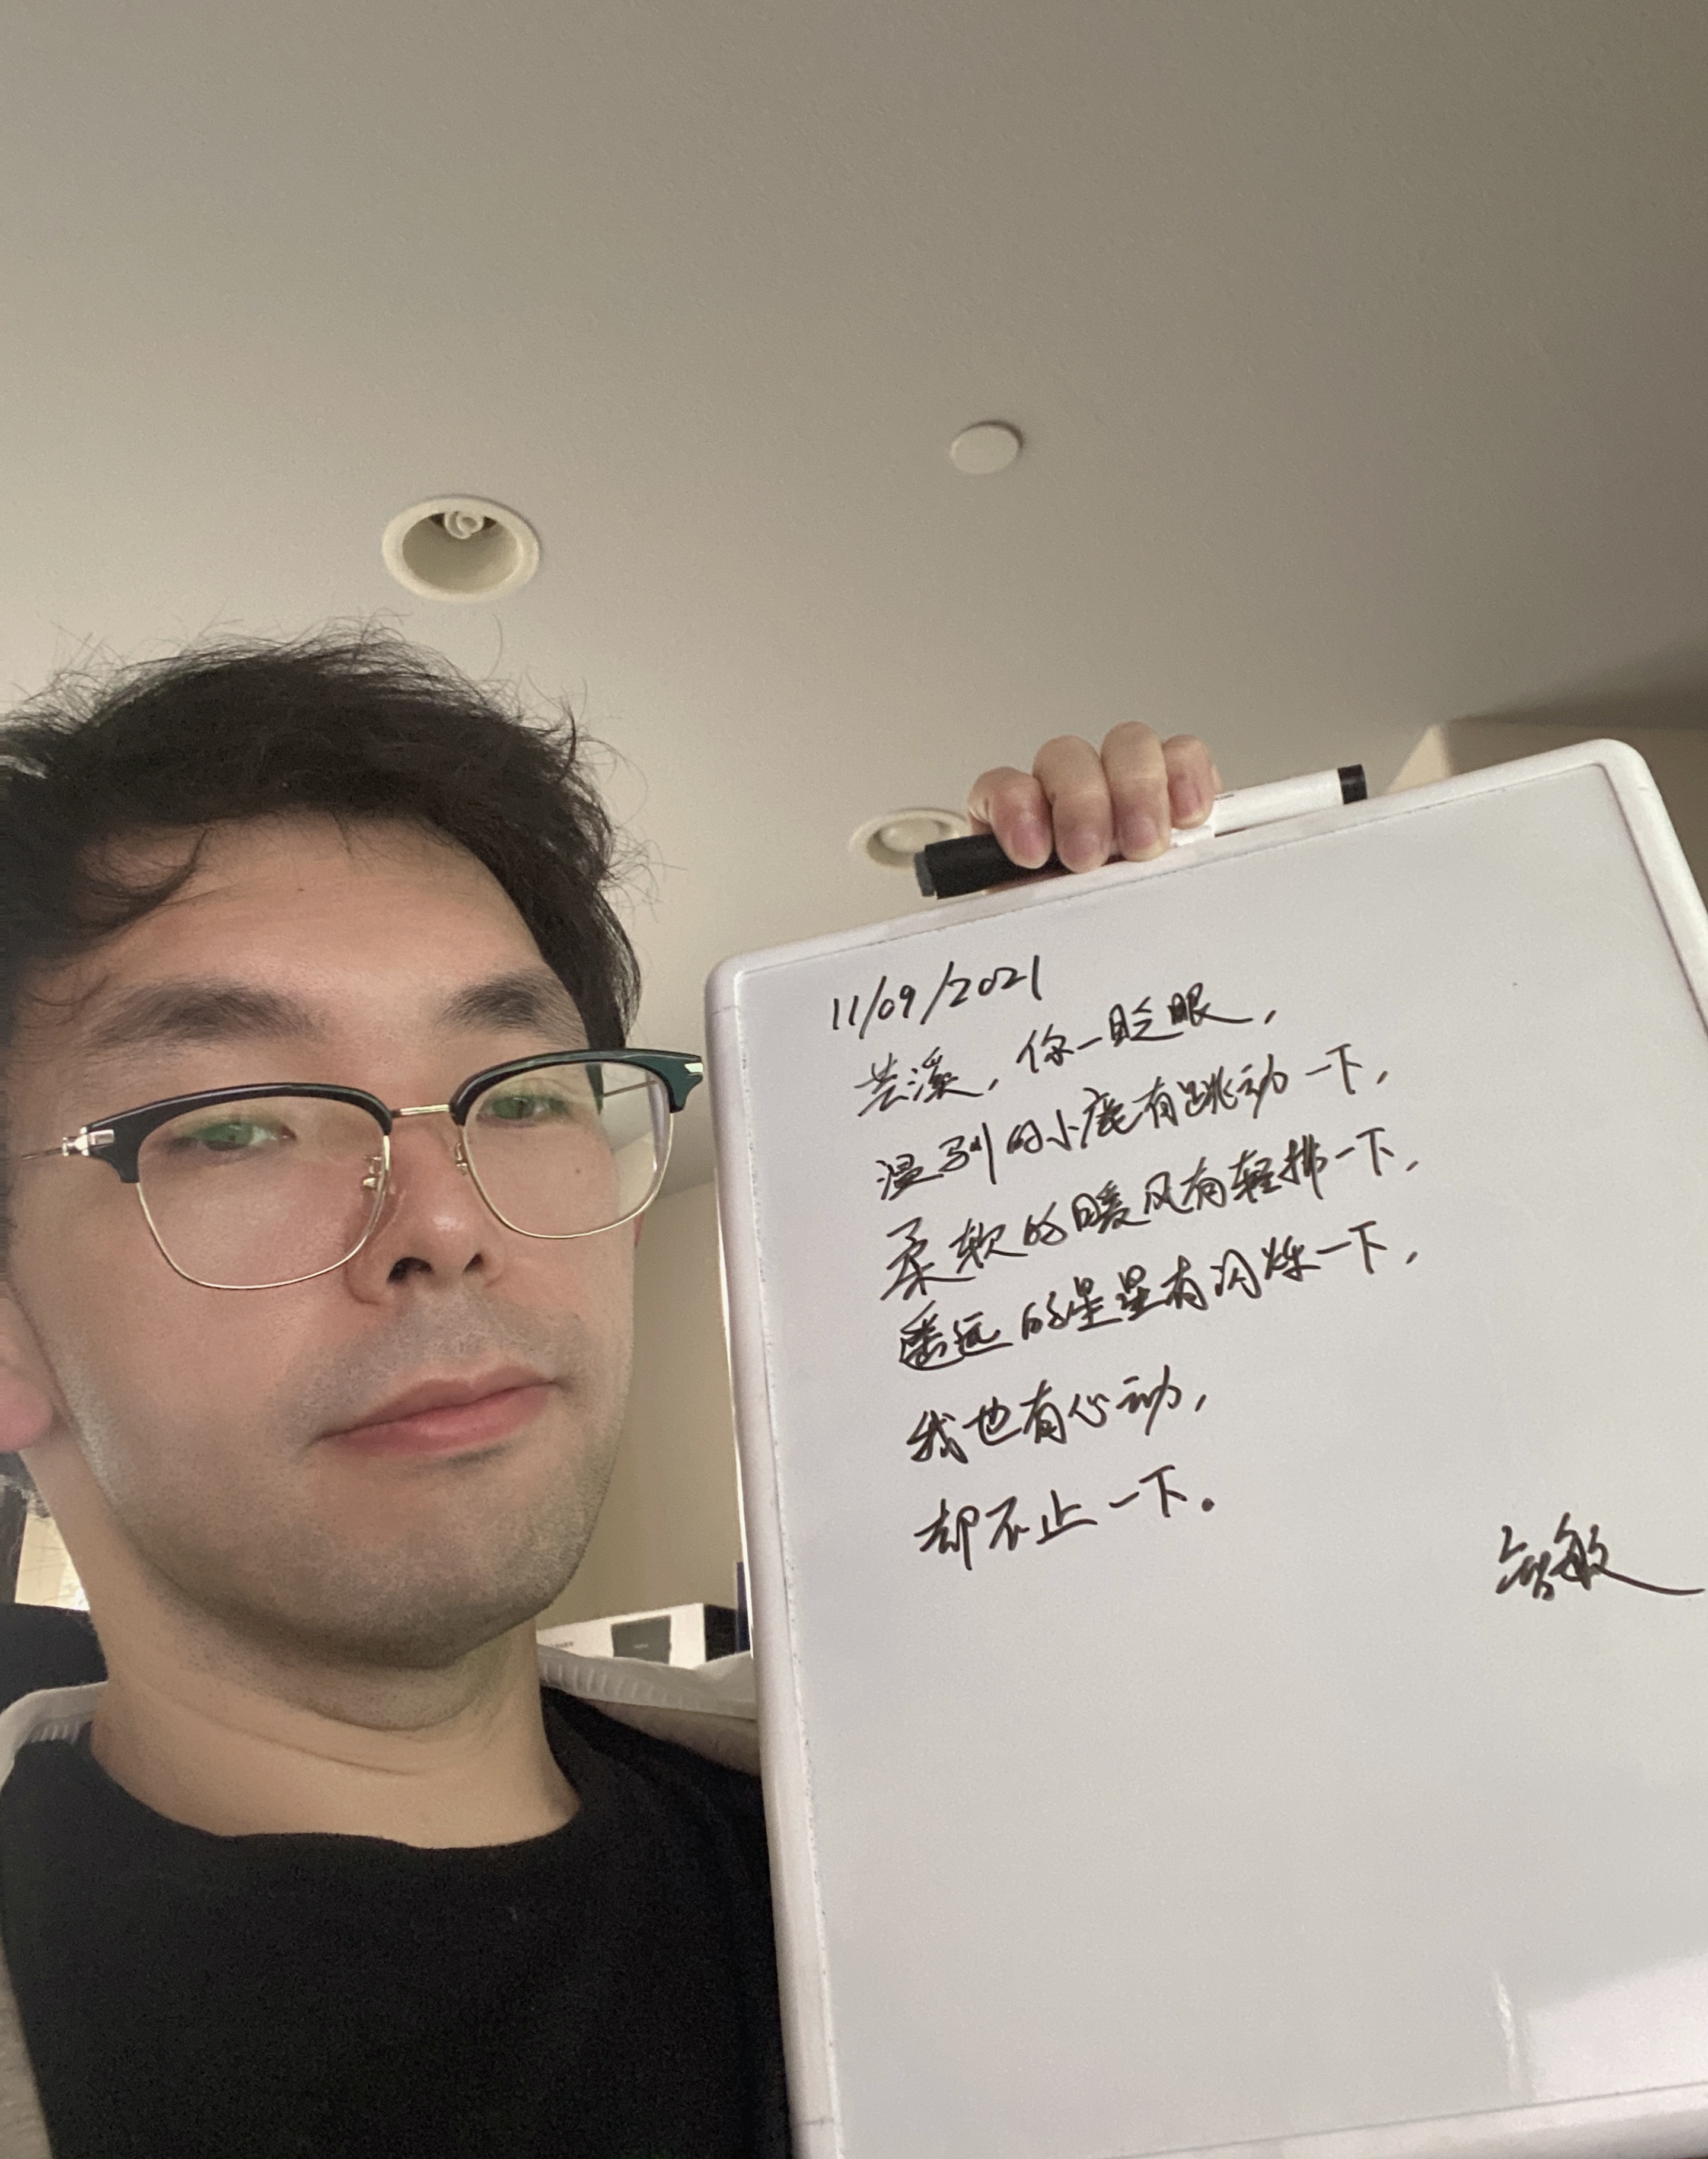 11/09/2021
芸溪，你一眨眼，
温驯的小鹿有跳动一下，
柔软的暖风有轻拂一下，
遥远的星星有闪烁一下，
我也有心动，
却不止一下。
智敏